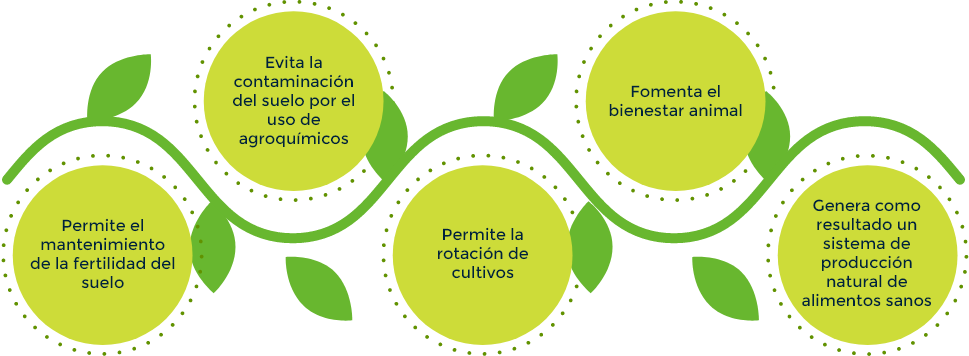 Permite el
mantenimiento
de la fertilidad del
suelo
Evita la
contaminación
del suelo por el
uso de
agroquímicos
Permite la
rotación de
cultivos
Fomenta el
bienestar animal
Genera como
resultado un
sistema de
producción
natural de
alimentos sanos